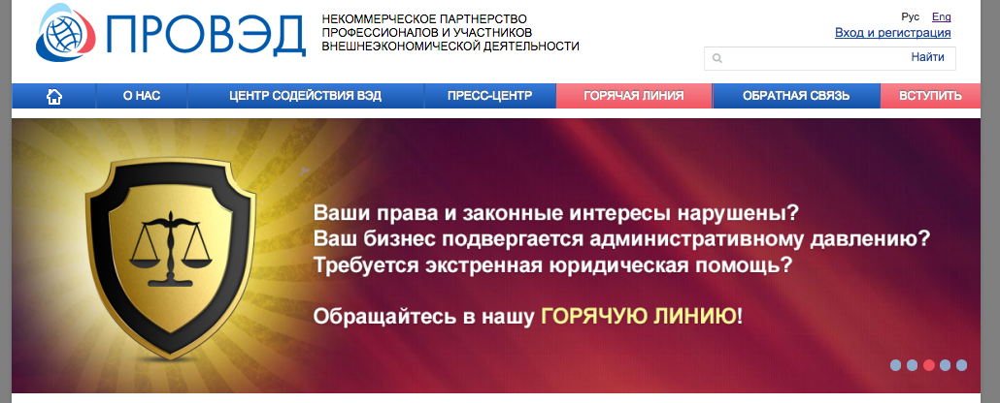 ПРОВЭД
НЕКОММЕРЧЕСКОЕ ПАРТНЕРСТВО
ПРОФЕССИОНАЛОВ И УЧАСТНИКОВ
ВНЕШНЕЭКОНОМИЧЕСКОЙ ДЕЯТЕЛЬНОСТИ
Рус Eng
Вход и регистрация
Найти
О НАС ЦЕНТР СОДЕЙСТВИЯ ВЭД ПРЕСС-ЦЕНТР ГОРЯЧАЯ ЛИНИЯ ОБРАТНАЯ СВЯЗЬ ВСТУПИТЬ
Ваши права и законные интересы нарушены?
Ваш бизнес подвергается административному давлению?
Требуется экстренная юридическая помощь?
Обращайтесь в нашу ГОРЯЧУЮ ЛИНИЮ!